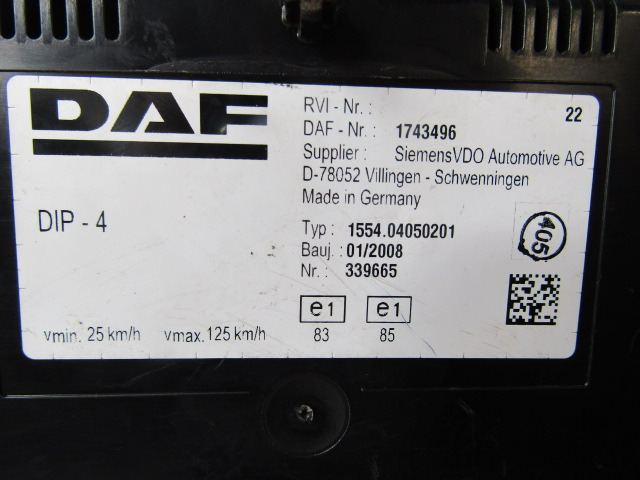 DAF
DIP - 4
vmin. 25 km/h vmax. 125 km/h
RVI - Nr. : 22
DAF - Nr. : 1743496
Supplier : SiemensVDO Automotive AG
D-78052 Villingen - Schwenningen
Made in Germany
Typ : 1554.04050201
Bauj. : 01/2008
Nr. : 339665
405
e1 e1
83 85